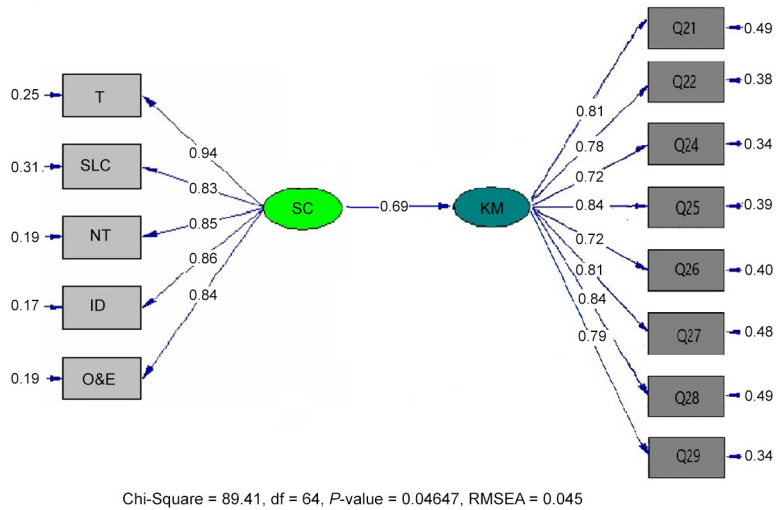 Q21
0.49
Q22
0.38
0.25
T
0.81
0.78
Q24
0.34
0.94
SLC
0.31
0.83
0.72
SC
0.69
KM
0.84
Q25
0.39
0.85
NT
0.19
0.72
0.86
0.81
Q26
0.40
0.84
0.84
ID
0.17
0.79
Q27
0.48
O&E
0.19
Q28
0.49
Q29
0.34
Chi-Square = 89.41, df = 64, P-value = 0.04647, RMSEA = 0.045